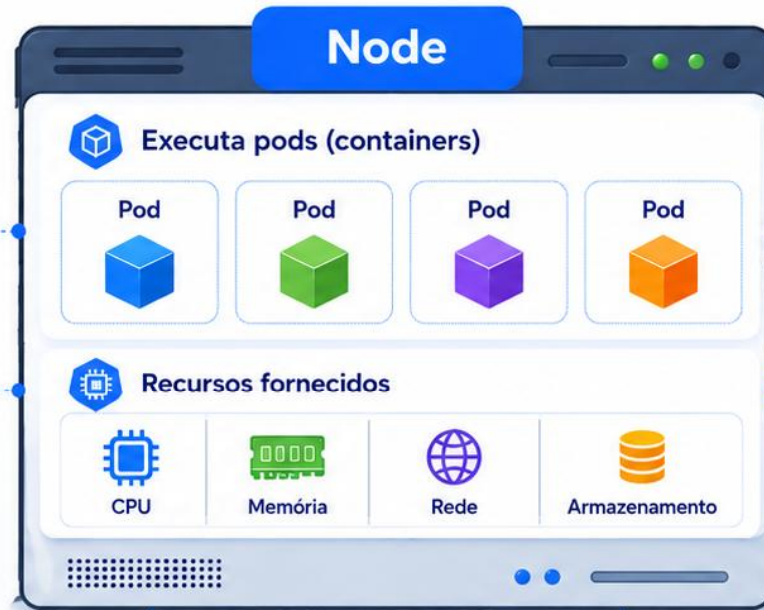 Node
Executa pods (containers)
Pod
Pod
Pod
Pod
Recursos fornecidos
CPU
Memória
Rede
Armazenamento